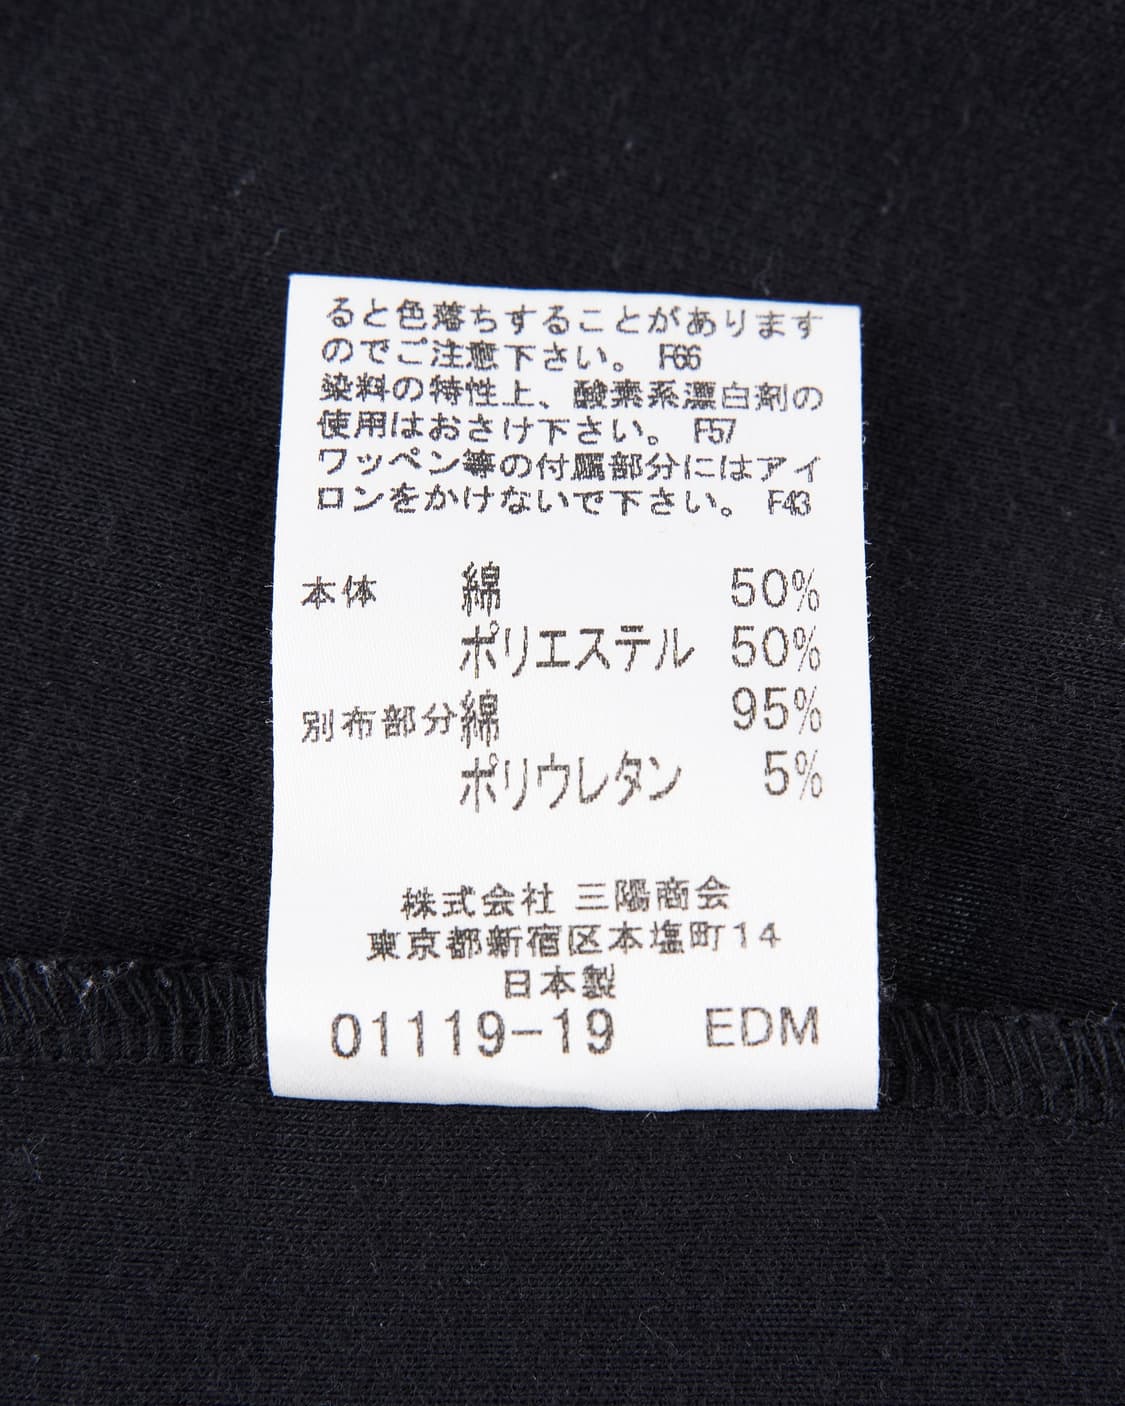 ると色落ちすることがあります
のでご注意下さい。 F66
染料の特性上、酸素系漂白剤の
使用はおさけ下さい。 F57
ワッペン等の付属部分にはアイ
ロンをかけないで下さい。 F43
本体 綿 50%
ポリエステル 50%
別布部分 綿 95%
ポリウレタン 5%
株式会社 三陽商会
東京都新宿区本塩町14
日本製
01119-19 EDM